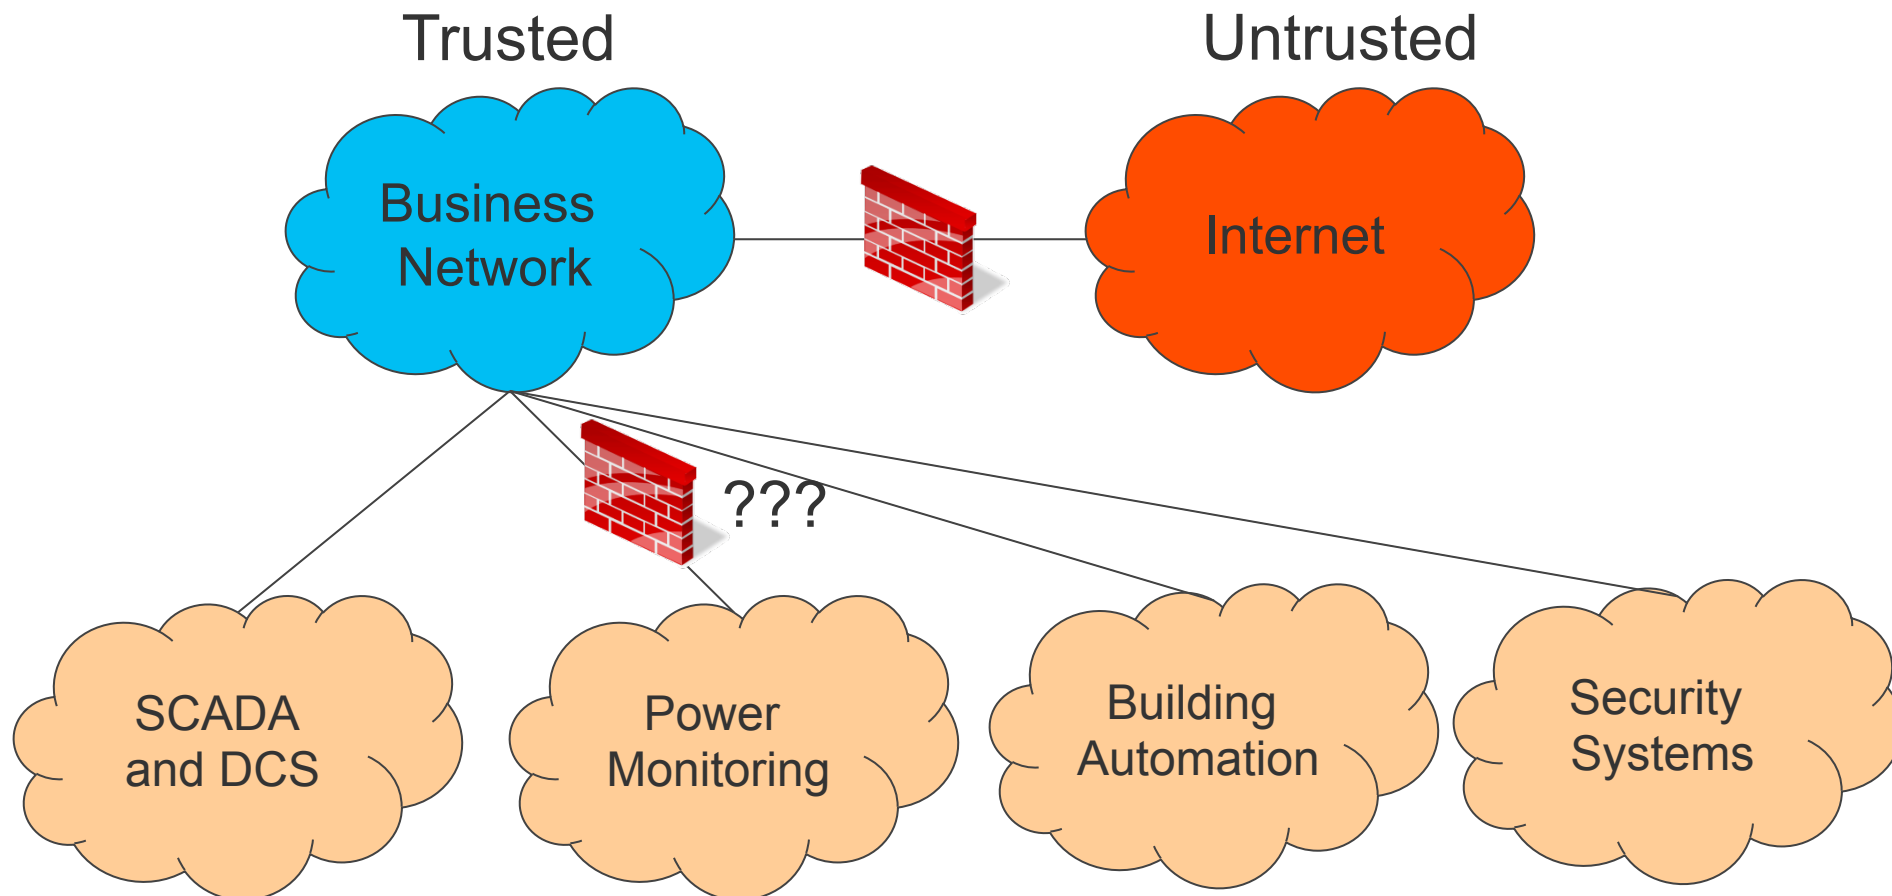 Trusted
Untrusted
Business
Network
Internet
???
SCADA
and DCS
Power
Monitoring
Building
Automation
Security
Systems